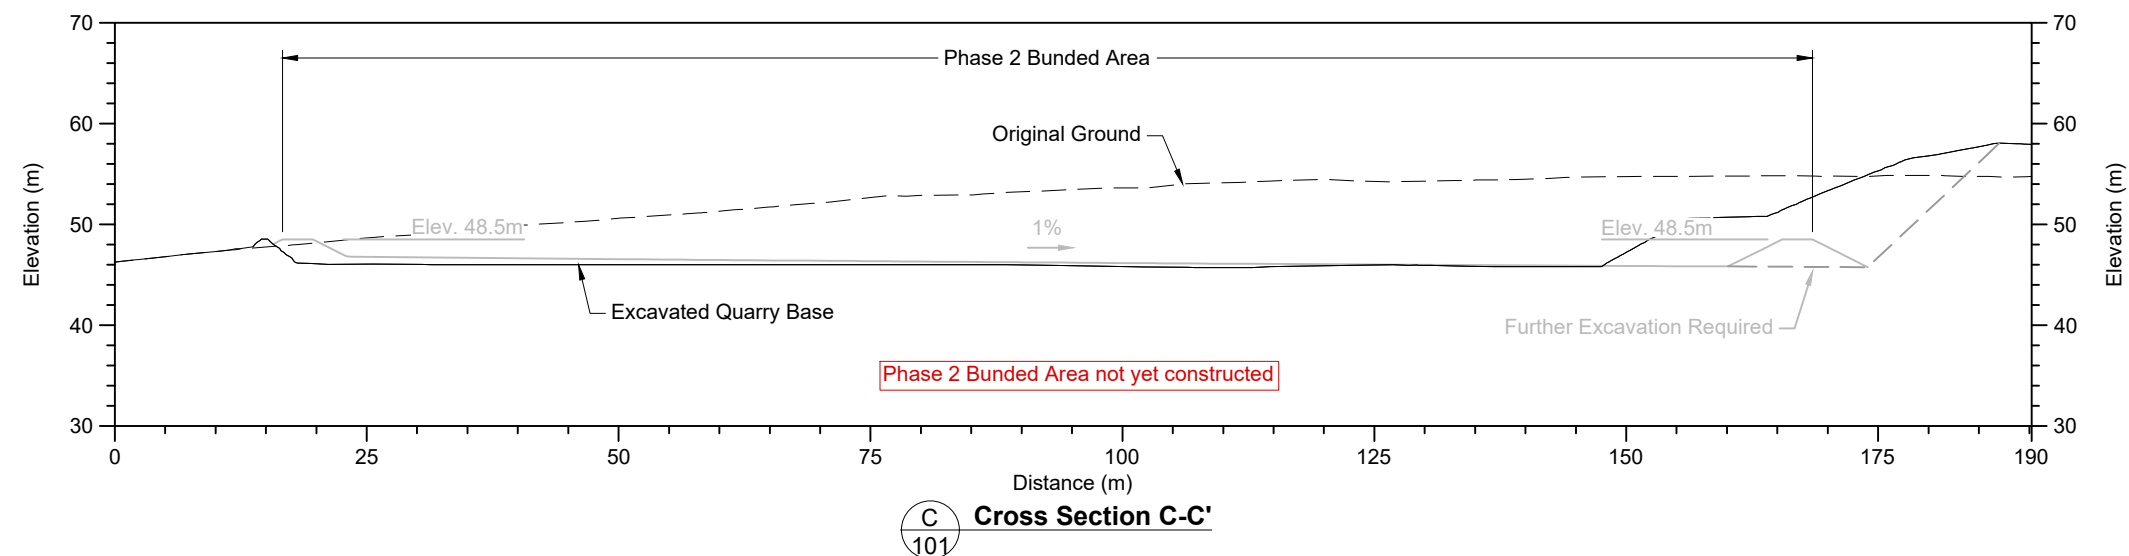 70
70
Phase 2 Bunded Area
60
Original Ground
60
Elevation (m)
Elevation (m)
50
Elev. 48.5m
1%
Elev. 48.5m
50
Excavated Quarry Base
Further Excavation Required
40
40
Phase 2 Bunded Area not yet constructed
30
30
0
25
50
75
100
125
150
175
190
Distance (m)
C
101
Cross Section C-C'